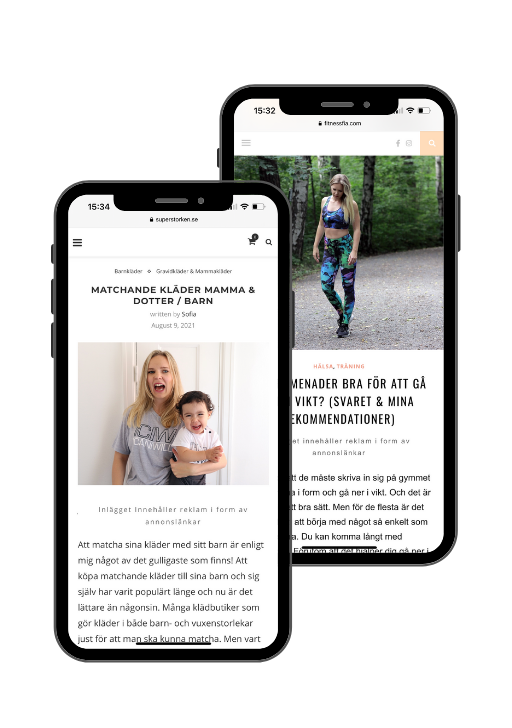 15:32
fitnessfia.com
HÄLSA, TRÄNING
MENADER BRA FÖR ATT GÅ
VIKT? (SVARET & MINA
EKOMMENDATIONER)
et innehåller reklam i form av
annonslänkar
tt de måste skriva in sig på gymmet
i form och gå ner i vikt. Och det är
tt bra sätt. Men för de flesta är det
att börja med något så enkelt som
a. Du kan komma långt med
15:34
superstorken.se
Barnkläder ◇ Gravidkläder & Mammakläder
MATCHANDE KLÄDER MAMMA &
DOTTER / BARN
written by Sofia
August 9, 2021
Inlägget Innehåller reklam i form av
annonslänkar
Att matcha sina kläder med sitt barn är enligt
mig något av det gulligaste som finns! Att
köpa matchande kläder till sina barn och sig
själv har varit populärt länge och nu är det
lättare än någonsin. Många klädbutiker som
gör kläder i både barn- och vuxenstorlekar
just för att man ska kunna matcha. Men vart